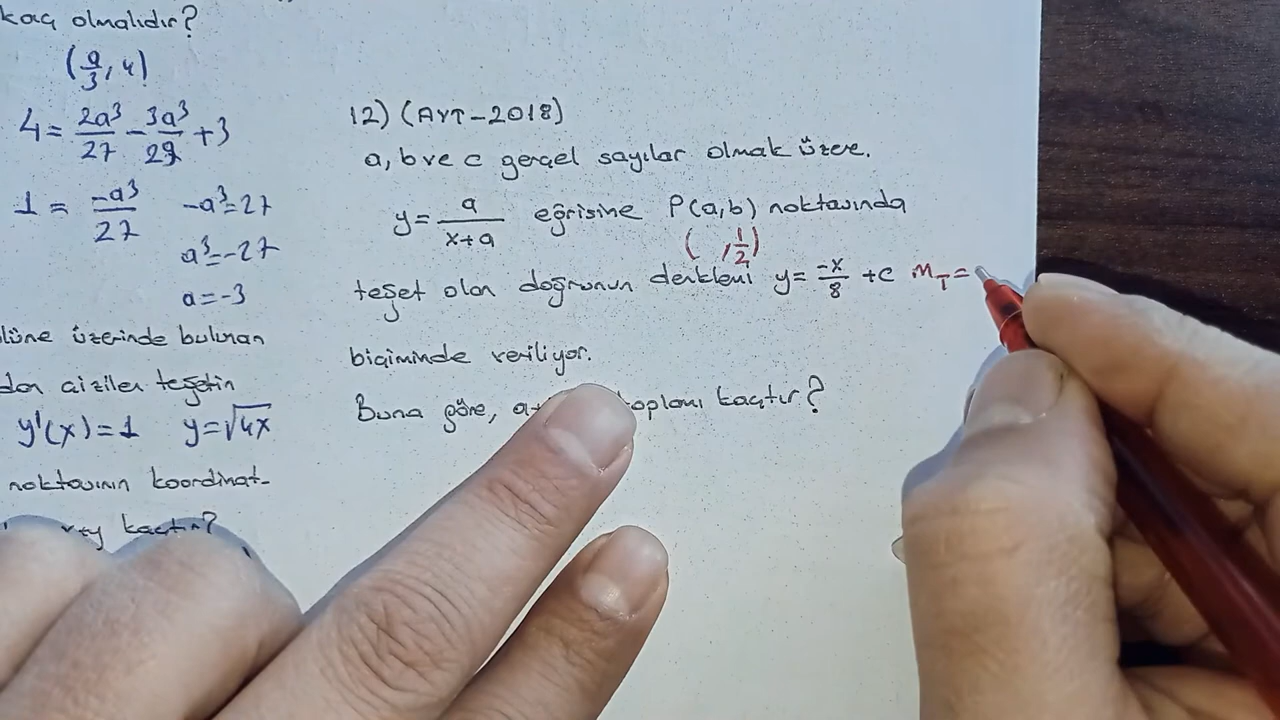 kaç olmalıdır?
(a/3, 4)
4 = 2a³/27 - 3a³/27 + 3
1 = -a³/27 -a³=27
a³=-27
a=-3
üzerinde bulunan
çizilen teğetin
y'(x)=1 y=√4x
noktasının koordinat-
kaçtır?
12) (AYT-2018)
a, b ve c gerçel sayılar olmak üzere.
y= a/x+a eğrisine P(a,b) noktasında
( , 1/2)
teğet olan doğrunun denklemi y= -x/8 +c m_T =
biçiminde veriliyor.
Buna göre, toplamı kaçtır?